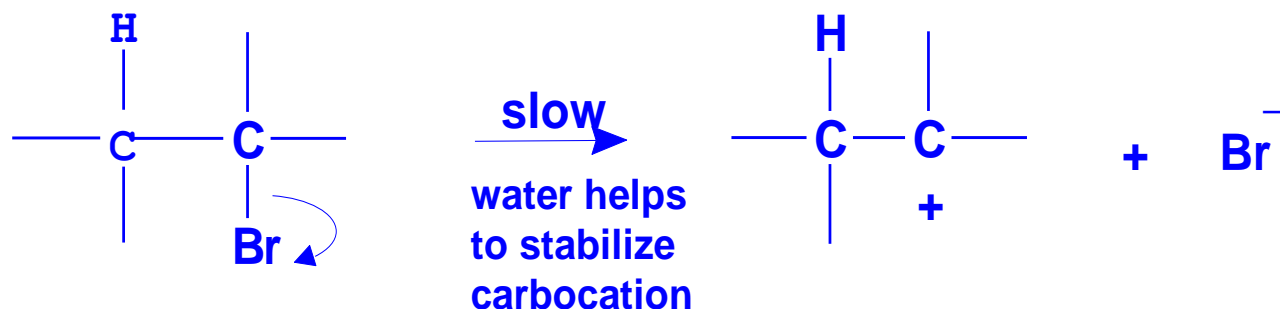 H H
C C slow C C + Br –
Br water helps +
to stabilize
carbocation